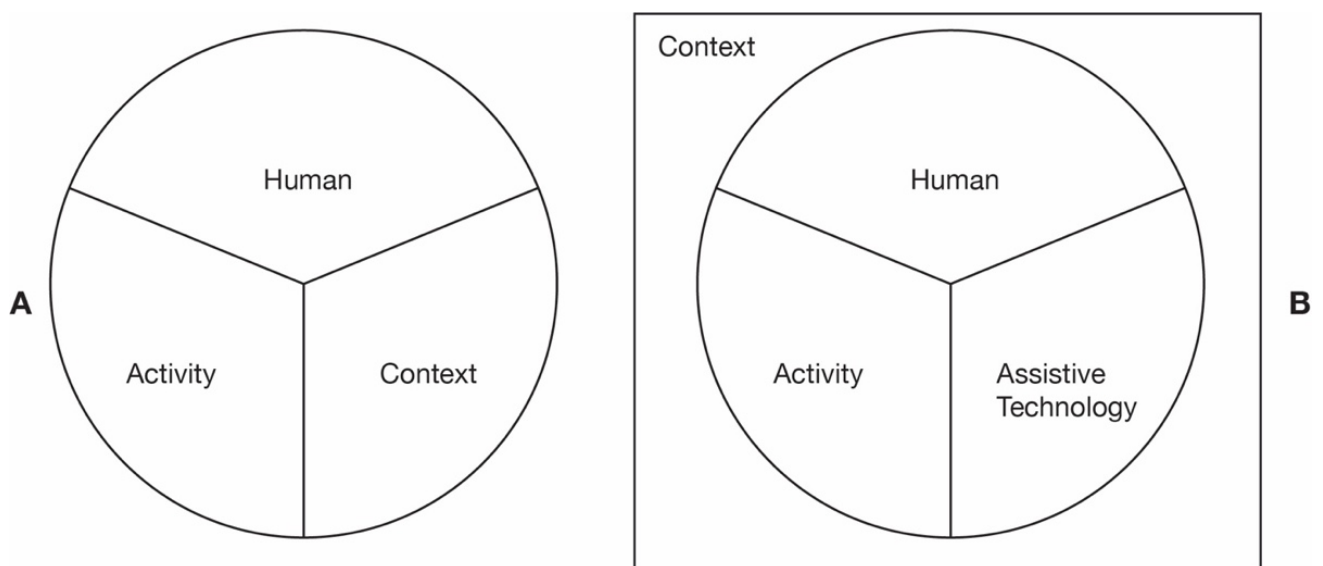 A
Human
Activity
Context
Context
Human
Activity
Assistive
Technology
B